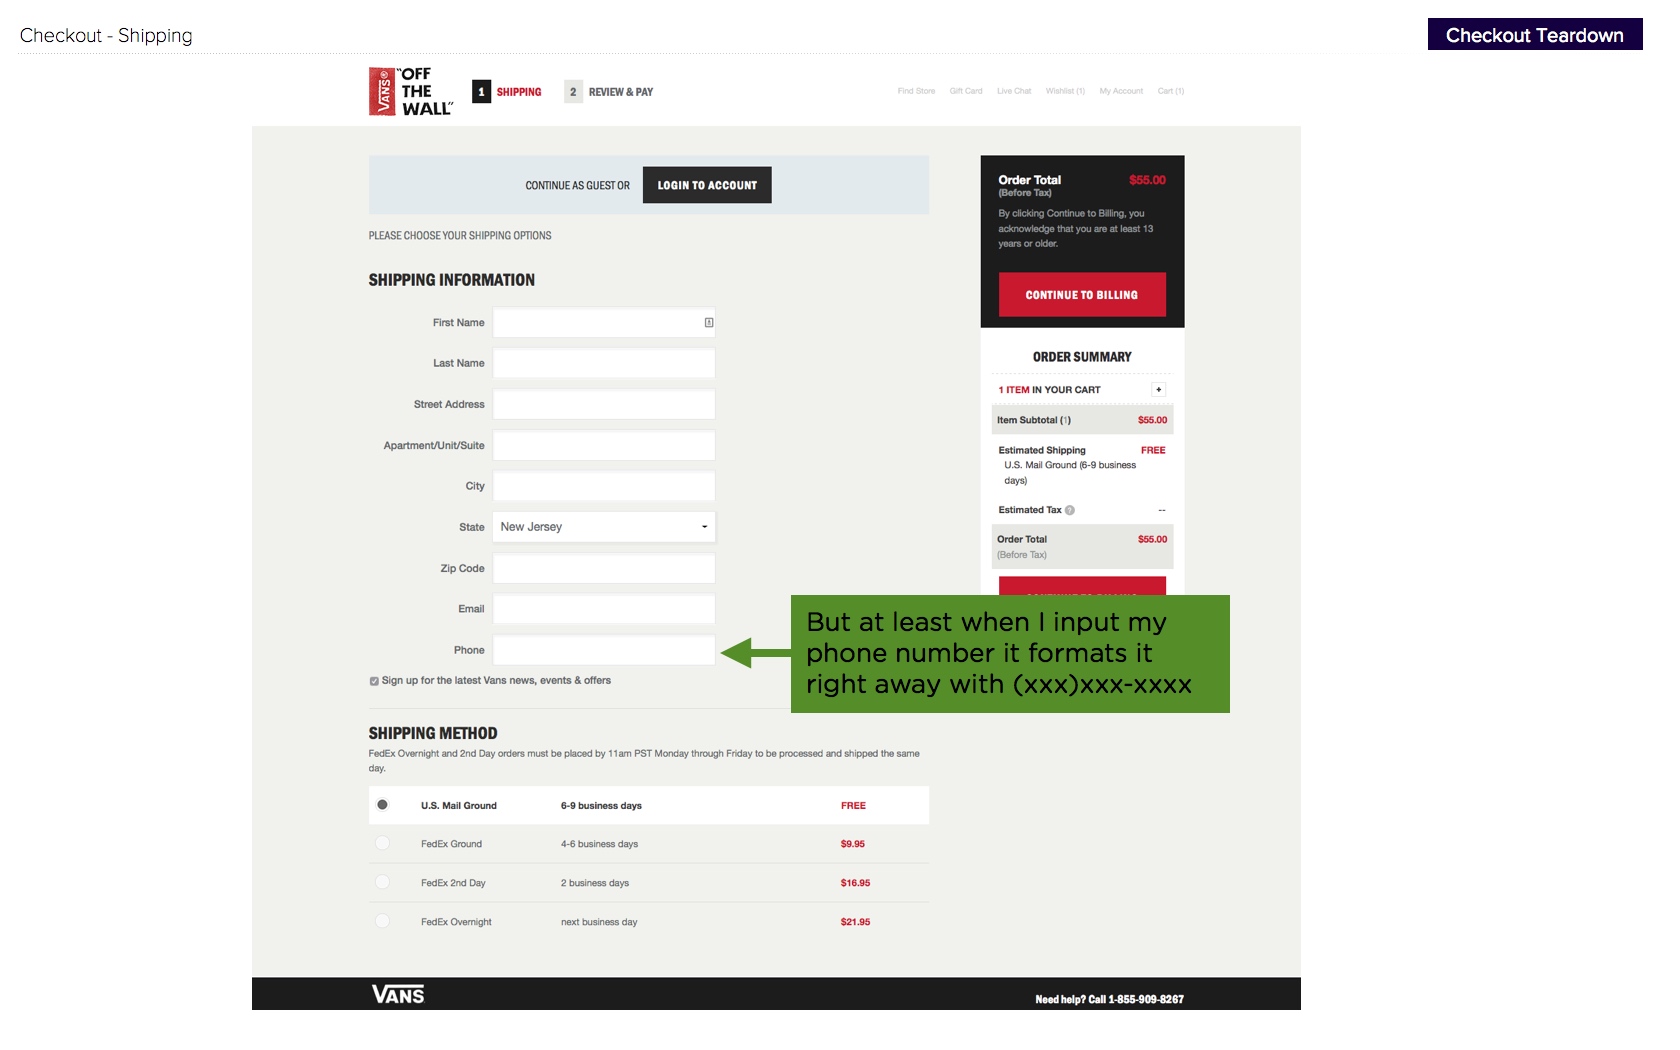 Checkout - Shipping
Checkout Teardown
VANS® "OFF
THE
WALL"
1 SHIPPING
2 REVIEW & PAY
Find Store Gift Card Live Chat Wishlist (1) My Account Cart (1)
CONTINUE AS GUEST OR LOGIN TO ACCOUNT
PLEASE CHOOSE YOUR SHIPPING OPTIONS
SHIPPING INFORMATION
First Name
Last Name
Street Address
Apartment/Unit/Suite
City
State New Jersey
Zip Code
Email
Phone
Sign up for the latest Vans news, events & offers
Order Total $55.00
(Before Tax)
By clicking Continue to Billing, you
acknowledge that you are at least 13
years or older.
CONTINUE TO BILLING
ORDER SUMMARY
1 ITEM IN YOUR CART +
Item Subtotal (1) $55.00
Estimated Shipping FREE
U.S. Mail Ground (6-9 business
days)
Estimated Tax ? --
Order Total $55.00
(Before Tax)
But at least when I input my
phone number it formats it
right away with (xxx)xxx-xxxx
SHIPPING METHOD
FedEx Overnight and 2nd Day orders must be placed by 11am PST Monday through Friday to be processed and shipped the same
day.
U.S. Mail Ground 6-9 business days FREE
FedEx Ground 4-6 business days $9.95
FedEx 2nd Day 2 business days $16.95
FedEx Overnight next business day $21.95
VANS
Need help? Call 1-855-909-8267